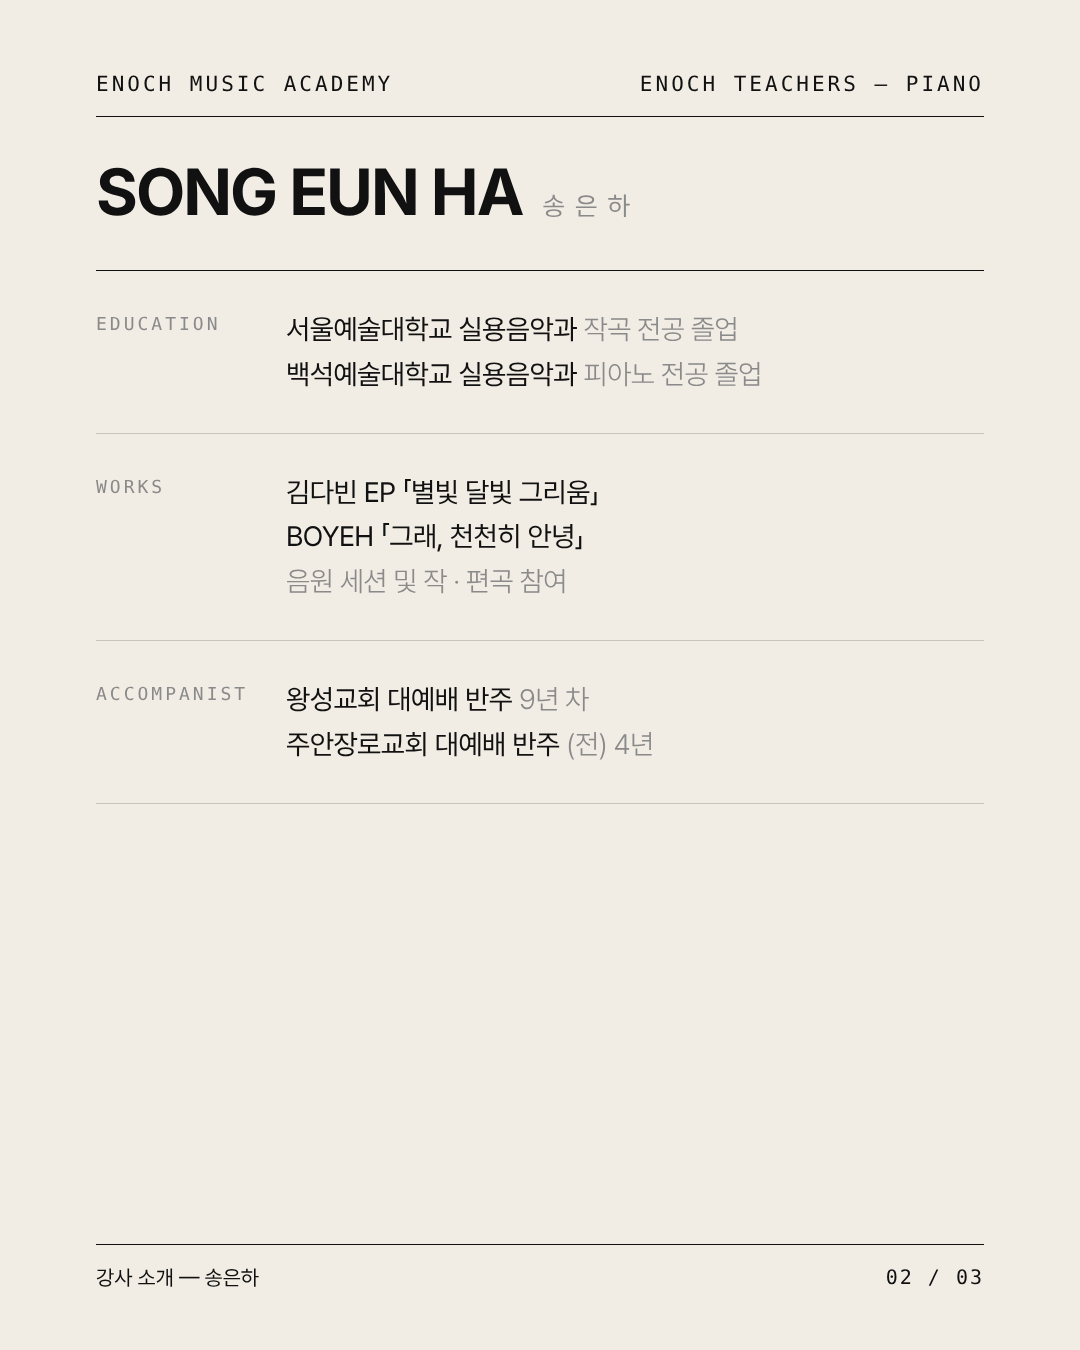 ENOCH MUSIC ACADEMY
ENOCH TEACHERS — PIANO
SONG EUN HA 송은하
EDUCATION
서울예술대학교 실용음악과 작곡 전공 졸업
백석예술대학교 실용음악과 피아노 전공 졸업
WORKS
김다빈 EP「별빛 달빛 그리움」
BOYEH「그래, 천천히 안녕」
음원 세션 및 작 · 편곡 참여
ACCOMPANIST
왕성교회 대예배 반주 9년 차
주안장로교회 대예배 반주 (전) 4년
강사 소개 — 송은하
02 / 03